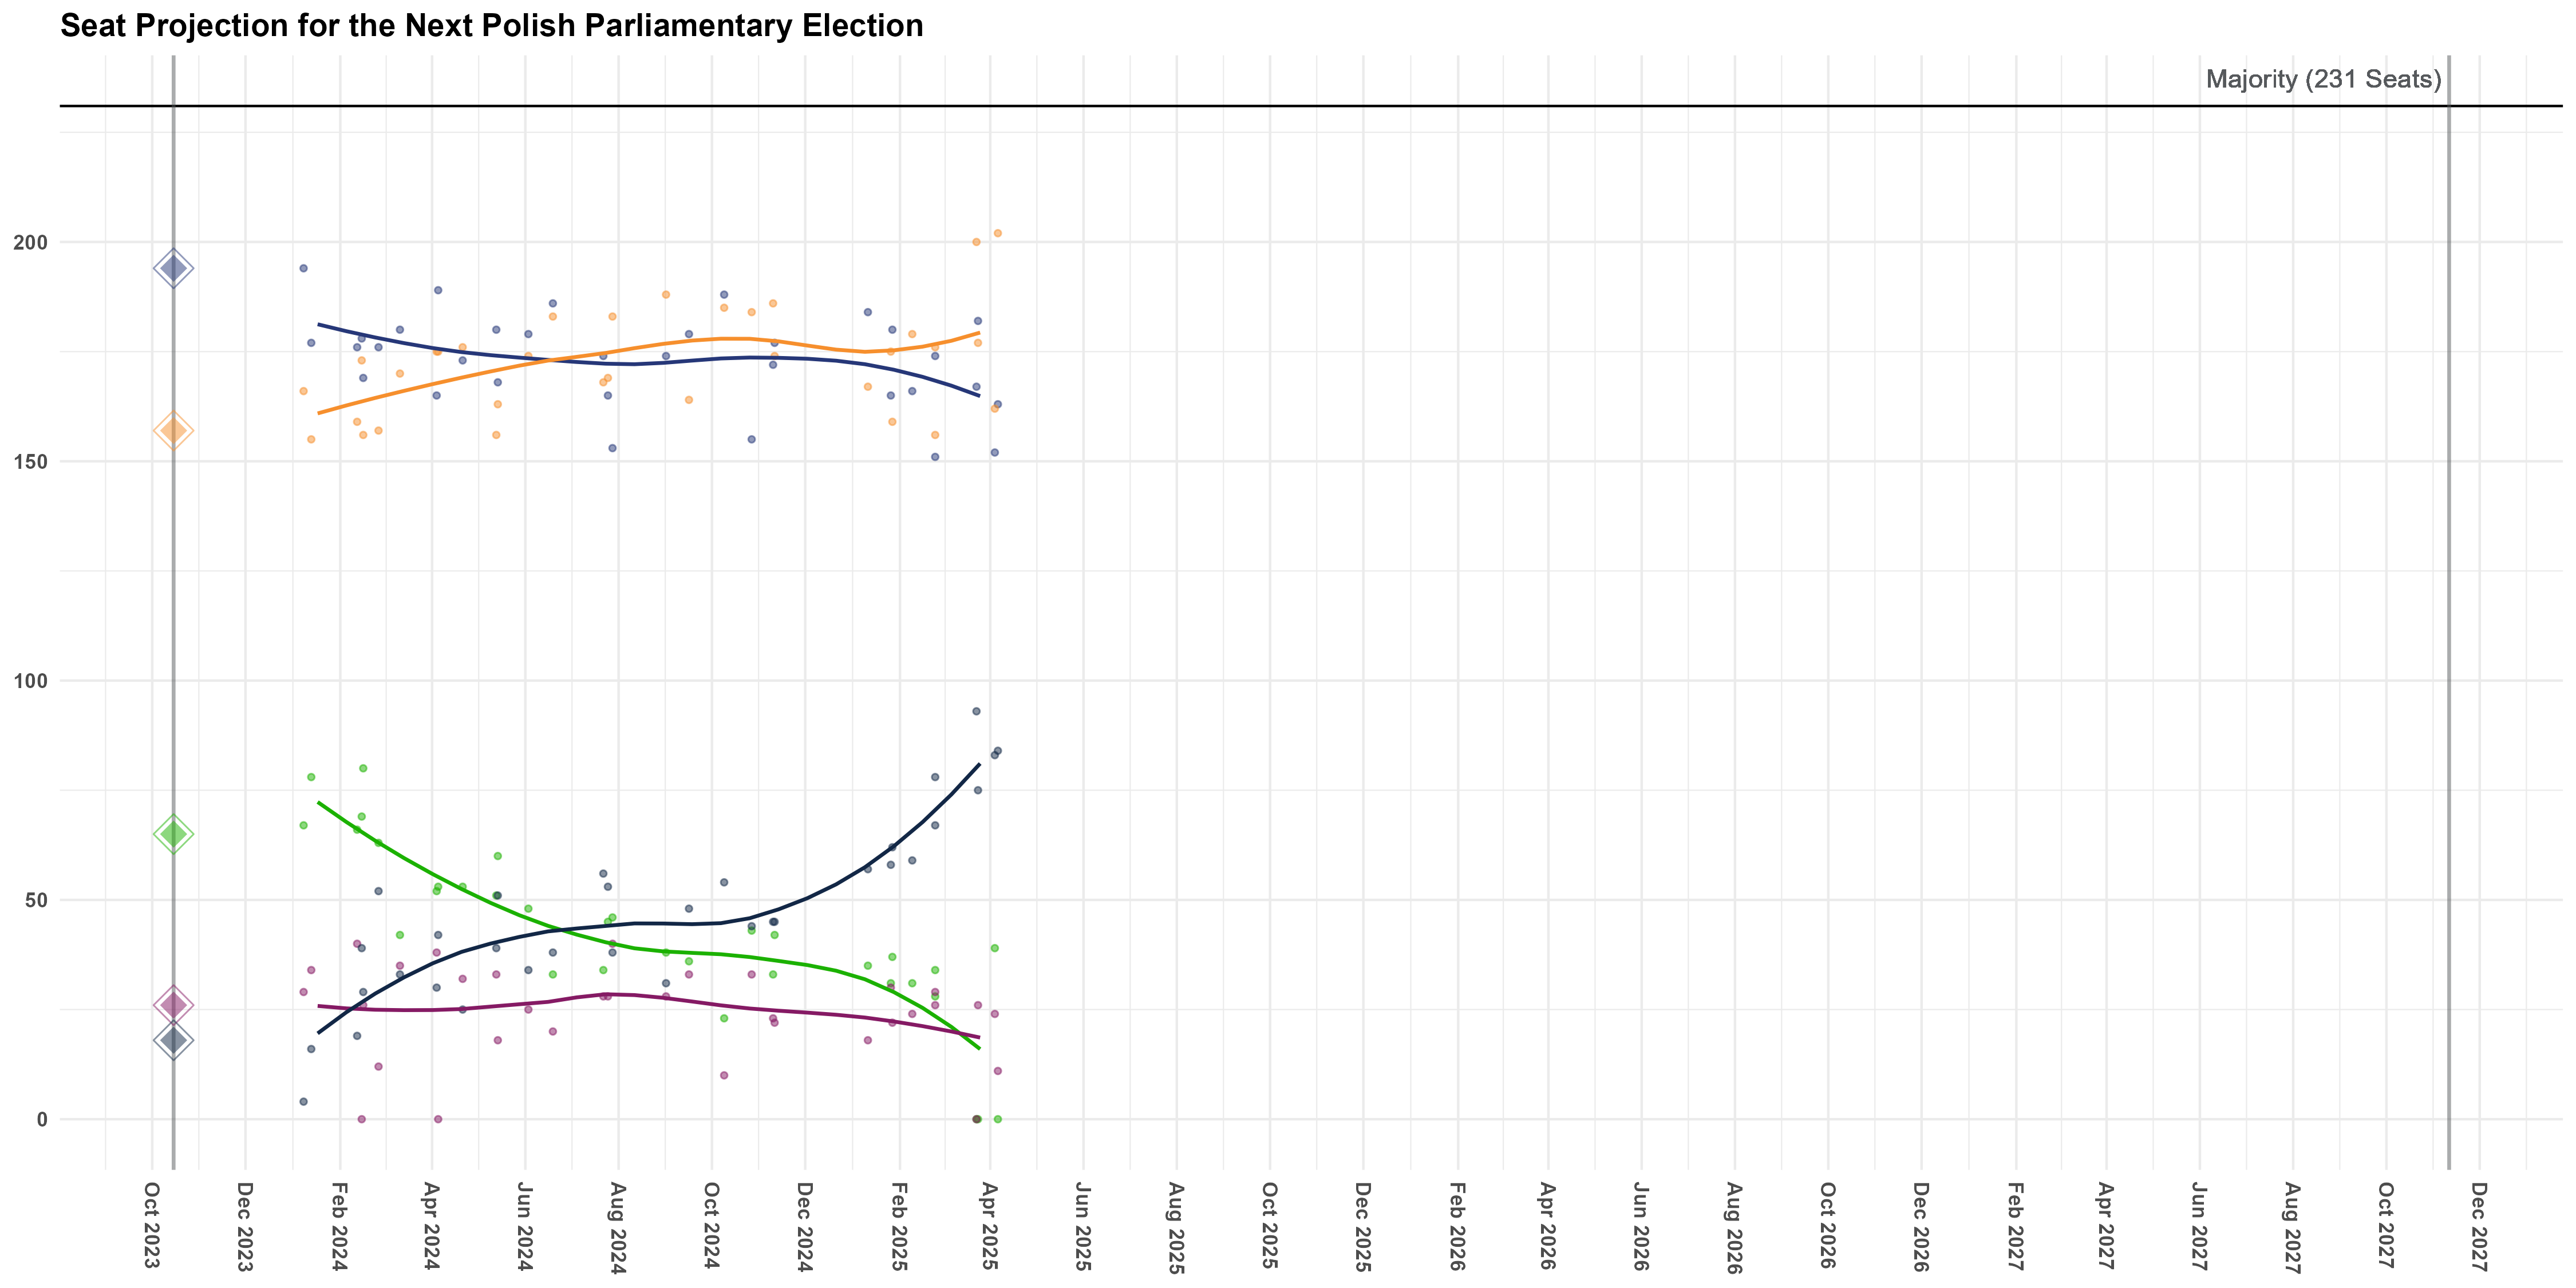 Seat Projection for the Next Polish Parliamentary Election
Majority (231 Seats)
200
150
100
50
0
Oct 2023
Dec 2023
Feb 2024
Apr 2024
Jun 2024
Aug 2024
Oct 2024
Dec 2024
Feb 2025
Apr 2025
Jun 2025
Aug 2025
Oct 2025
Dec 2025
Feb 2026
Apr 2026
Jun 2026
Aug 2026
Oct 2026
Dec 2026
Feb 2027
Apr 2027
Jun 2027
Aug 2027
Oct 2027
Dec 2027